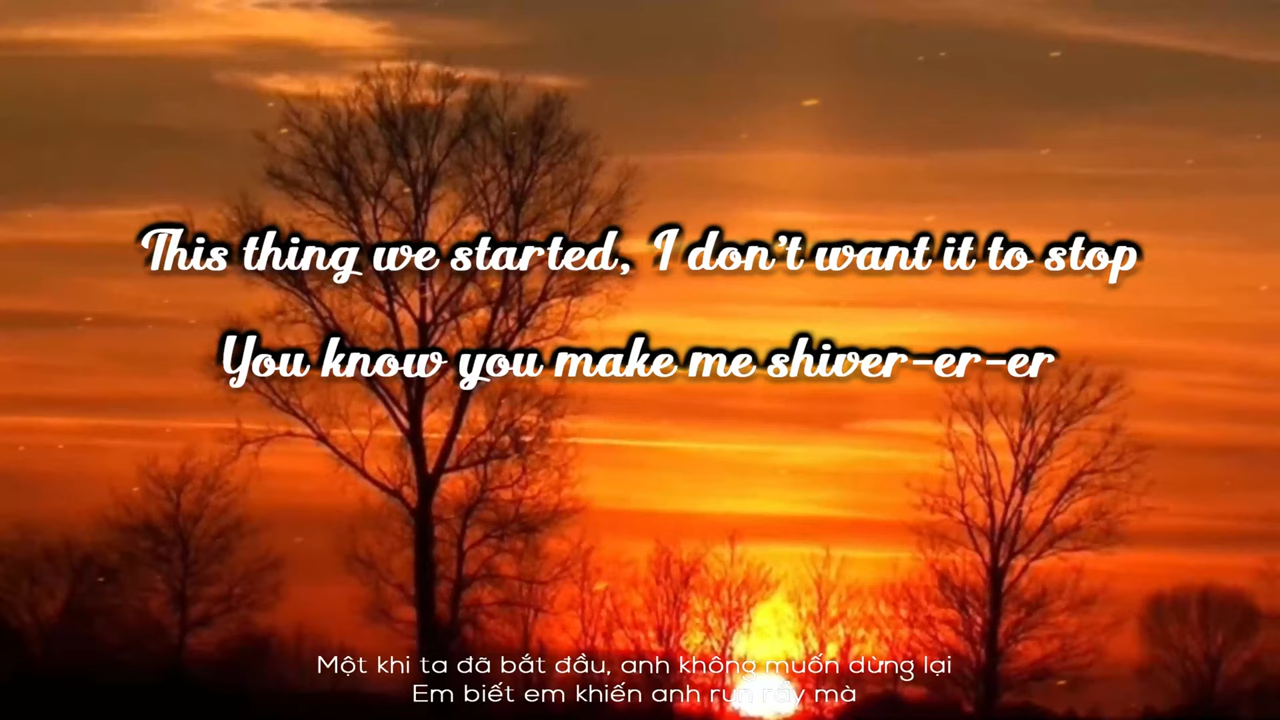 This thing we started, I don't want it to stop
You know you make me shiver-er-er
Một khi ta đã bắt đầu, anh không muốn dừng lại
Em biết em khiến anh run rẩy mà